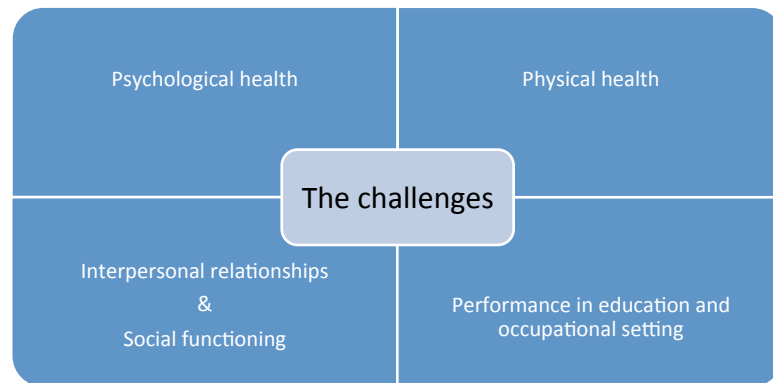 Psychological health
Physical health
The challenges
Interpersonal relationships
&
Social functioning
Performance in education and
occupational setting